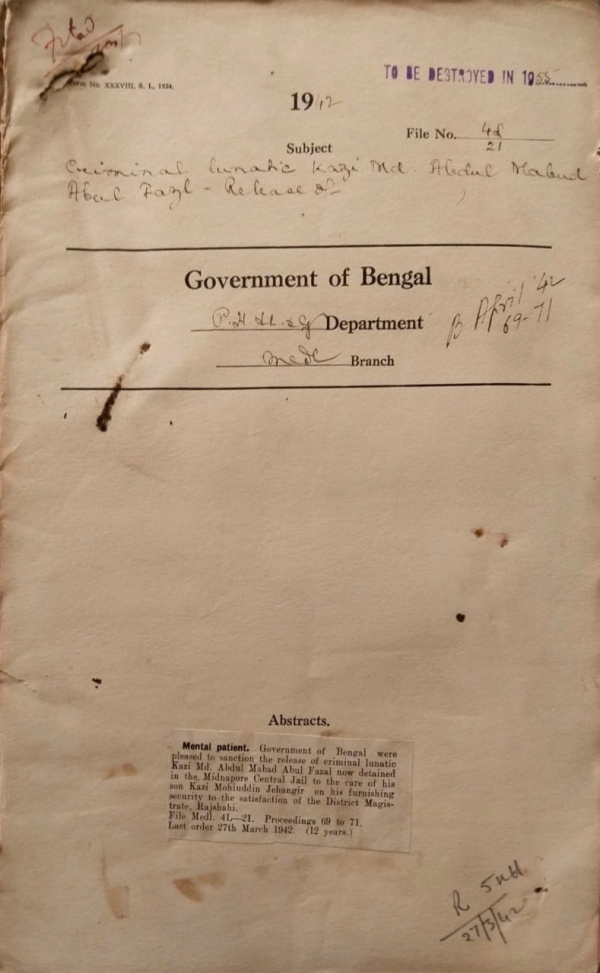 Filed
Form No. XXXVIII, S. I., 1934.
TO BE DESTROYED IN 1955
1942
File No.
21
Subject
Criminal lunatic Kazi Md. Abdul Mabud
Abul Fazl - Release of
Government of Bengal
Department
Medl Branch
B April '42
69-71
Abstracts.
Mental patient. Government of Bengal were
pleased to sanction the release of criminal lunatic
Kazi Md. Abdul Mabad Abul Fazal now detained
in the Midnapore Central Jail to the care of his
son Kazi Mohiuddin Jehangir on his furnishing
security to the satisfaction of the District Magis-
trate, Rajshahi.
File Medl. 4L—21. Proceedings 69 to 71.
Last order 27th March 1942. (12 years.)
27/3/42